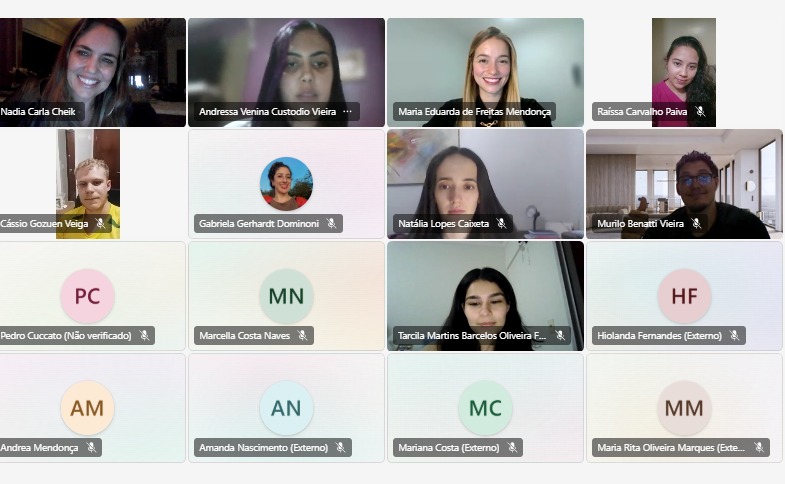 Nadia Carla Cheik
Andressa Venina Custodio Vieira ...
Maria Eduarda de Freitas Mendonça
Raíssa Carvalho Paiva
Cássio Gozuen Veiga
Gabriela Gerhardt Dominoni
Natália Lopes Caixeta
Murilo Benatti Vieira
PC
Pedro Cuccato (Não verificado)
MN
Marcella Costa Naves
Tarcila Martins Barcelos Oliveira F...
HF
Hiolanda Fernandes (Externo)
AM
Andrea Mendonça
AN
Amanda Nascimento (Externo)
MC
Mariana Costa (Externo)
MM
Maria Rita Oliveira Marques (Exte...